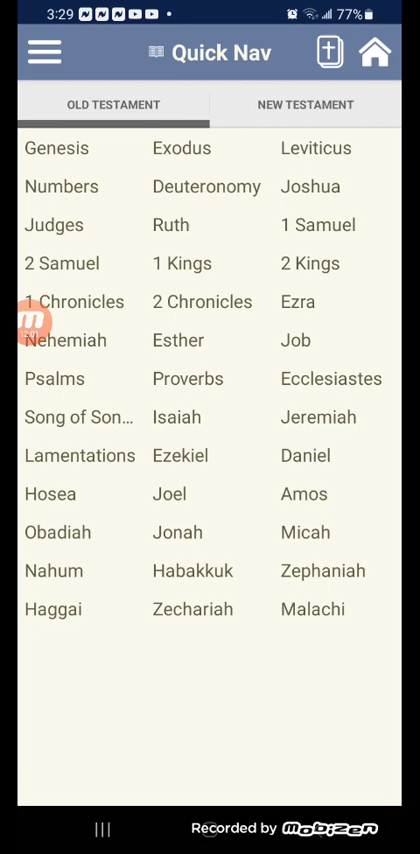 3:29 77%
Quick Nav
OLD TESTAMENT NEW TESTAMENT
Genesis Exodus Leviticus
Numbers Deuteronomy Joshua
Judges Ruth 1 Samuel
2 Samuel 1 Kings 2 Kings
1 Chronicles 2 Chronicles Ezra
Nehemiah Esther Job
Psalms Proverbs Ecclesiastes
Song of Son... Isaiah Jeremiah
Lamentations Ezekiel Daniel
Hosea Joel Amos
Obadiah Jonah Micah
Nahum Habakkuk Zephaniah
Haggai Zechariah Malachi
Recorded by mobizen